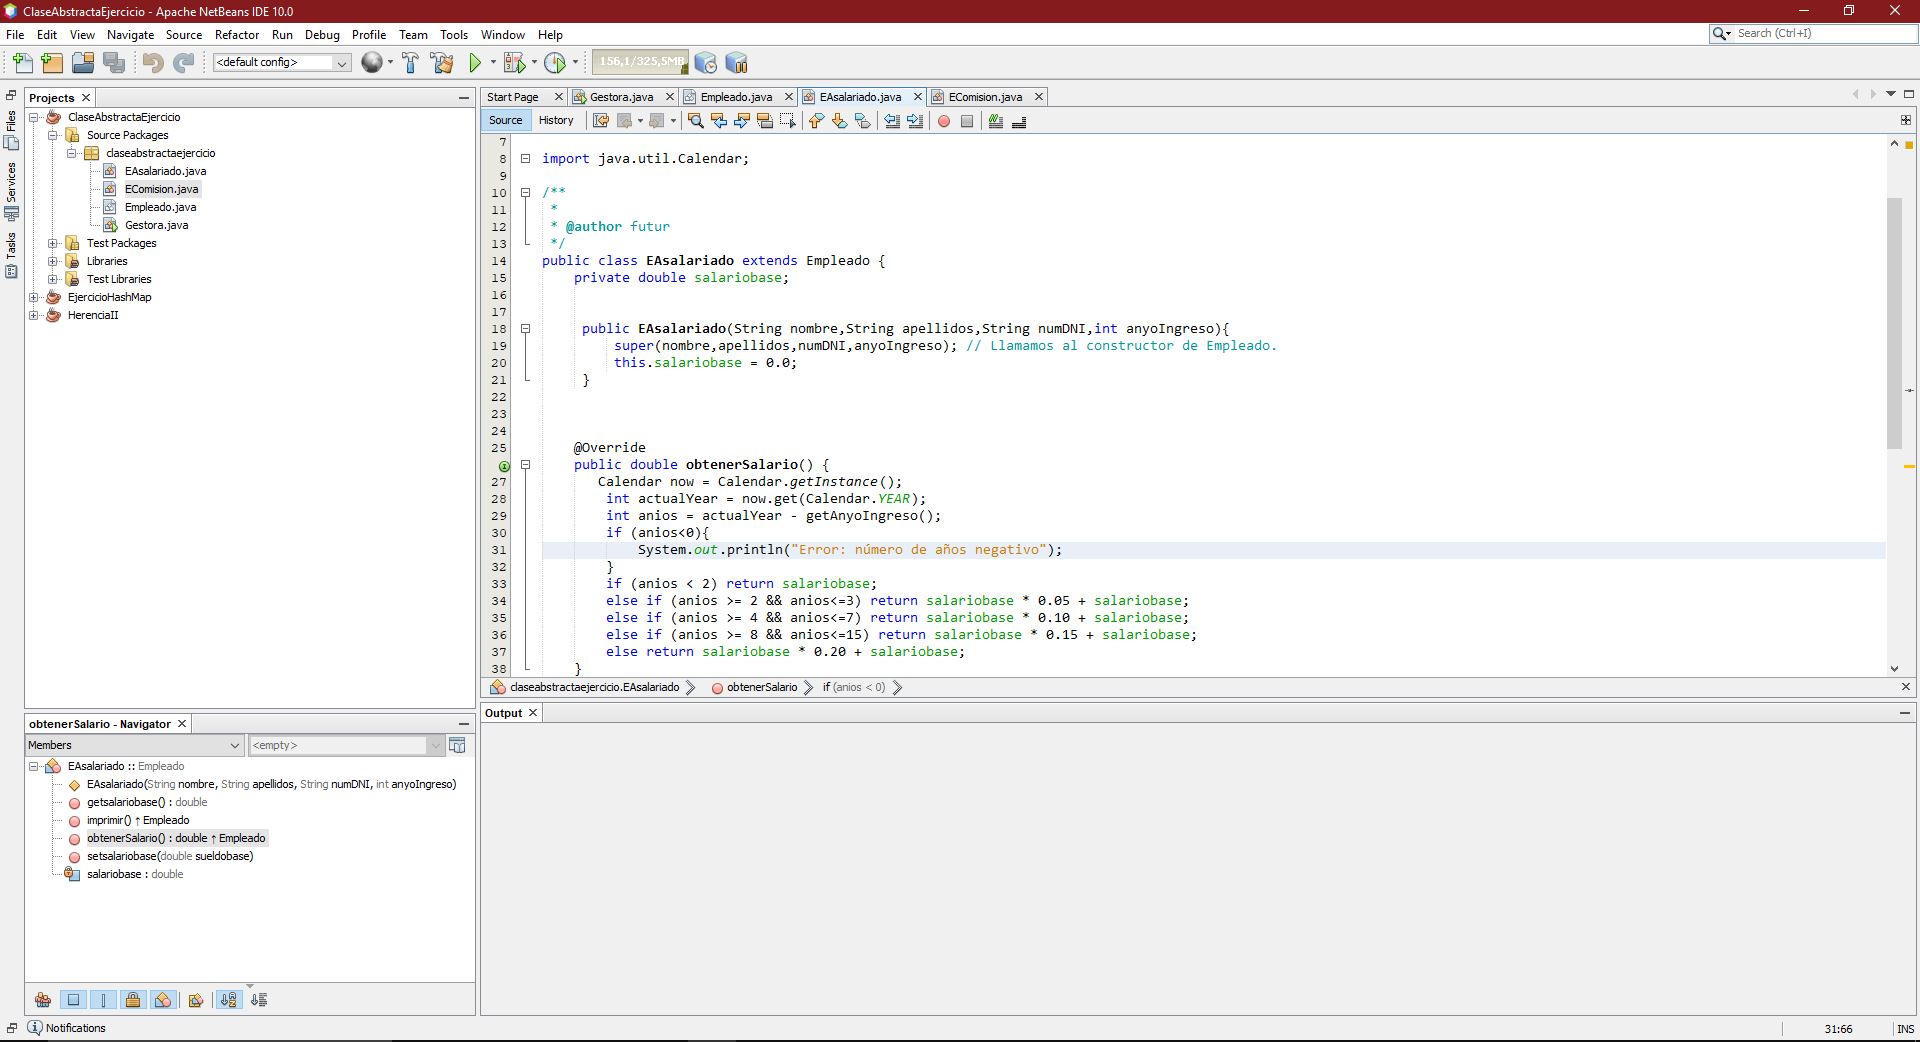 ClaseAbstractaEjercicio - Apache NetBeans IDE 10.0
File Edit View Navigate Source Refactor Run Debug Profile Team Tools Window Help
Search (Ctrl+I)
<default config>
156,1/325,5MB
Files
Services
Tasks
Projects
ClaseAbstractaEjercicio
Source Packages
claseabstractaejercicio
EAsalariado.java
EComision.java
Empleado.java
Gestora.java
Test Packages
Libraries
Test Libraries
EjercicioHashMap
HerenciaII
Start Page Gestora.java Empleado.java EAsalariado.java EComision.java
Source History
7
8 import java.util.Calendar;
9
10 /**
11 *
12 * @author futur
13 */
14 public class EAsalariado extends Empleado {
15 private double salariobase;
16
17
18 public EAsalariado(String nombre,String apellidos,String numDNI,int anyoIngreso){
19 super(nombre,apellidos,numDNI,anyoIngreso); // Llamamos al constructor de Empleado.
20 this.salariobase = 0.0;
21 }
22
23
24
25 @Override
public double obtenerSalario() {
27 Calendar now = Calendar.getInstance();
28 int actualYear = now.get(Calendar.YEAR);
29 int anios = actualYear - getAnyoIngreso();
30 if (anios<0){
31 System.out.println("Error: número de años negativo");
32 }
33 if (anios < 2) return salariobase;
34 else if (anios >= 2 && anios<=3) return salariobase * 0.05 + salariobase;
35 else if (anios >= 4 && anios<=7) return salariobase * 0.10 + salariobase;
36 else if (anios >= 8 && anios<=15) return salariobase * 0.15 + salariobase;
37 else return salariobase * 0.20 + salariobase;
38 }
claseabstractaejercicio.EAsalariado obtenerSalario if (anios < 0)
obtenerSalario - Navigator
Members <empty>
EAsalariado :: Empleado
EAsalariado(String nombre, String apellidos, String numDNI, int anyoIngreso)
getsalariobase() : double
imprimir() ↑ Empleado
obtenerSalario() : double ↑ Empleado
setsalariobase(double sueldobase)
salariobase : double
Output
Notifications
31:66 INS